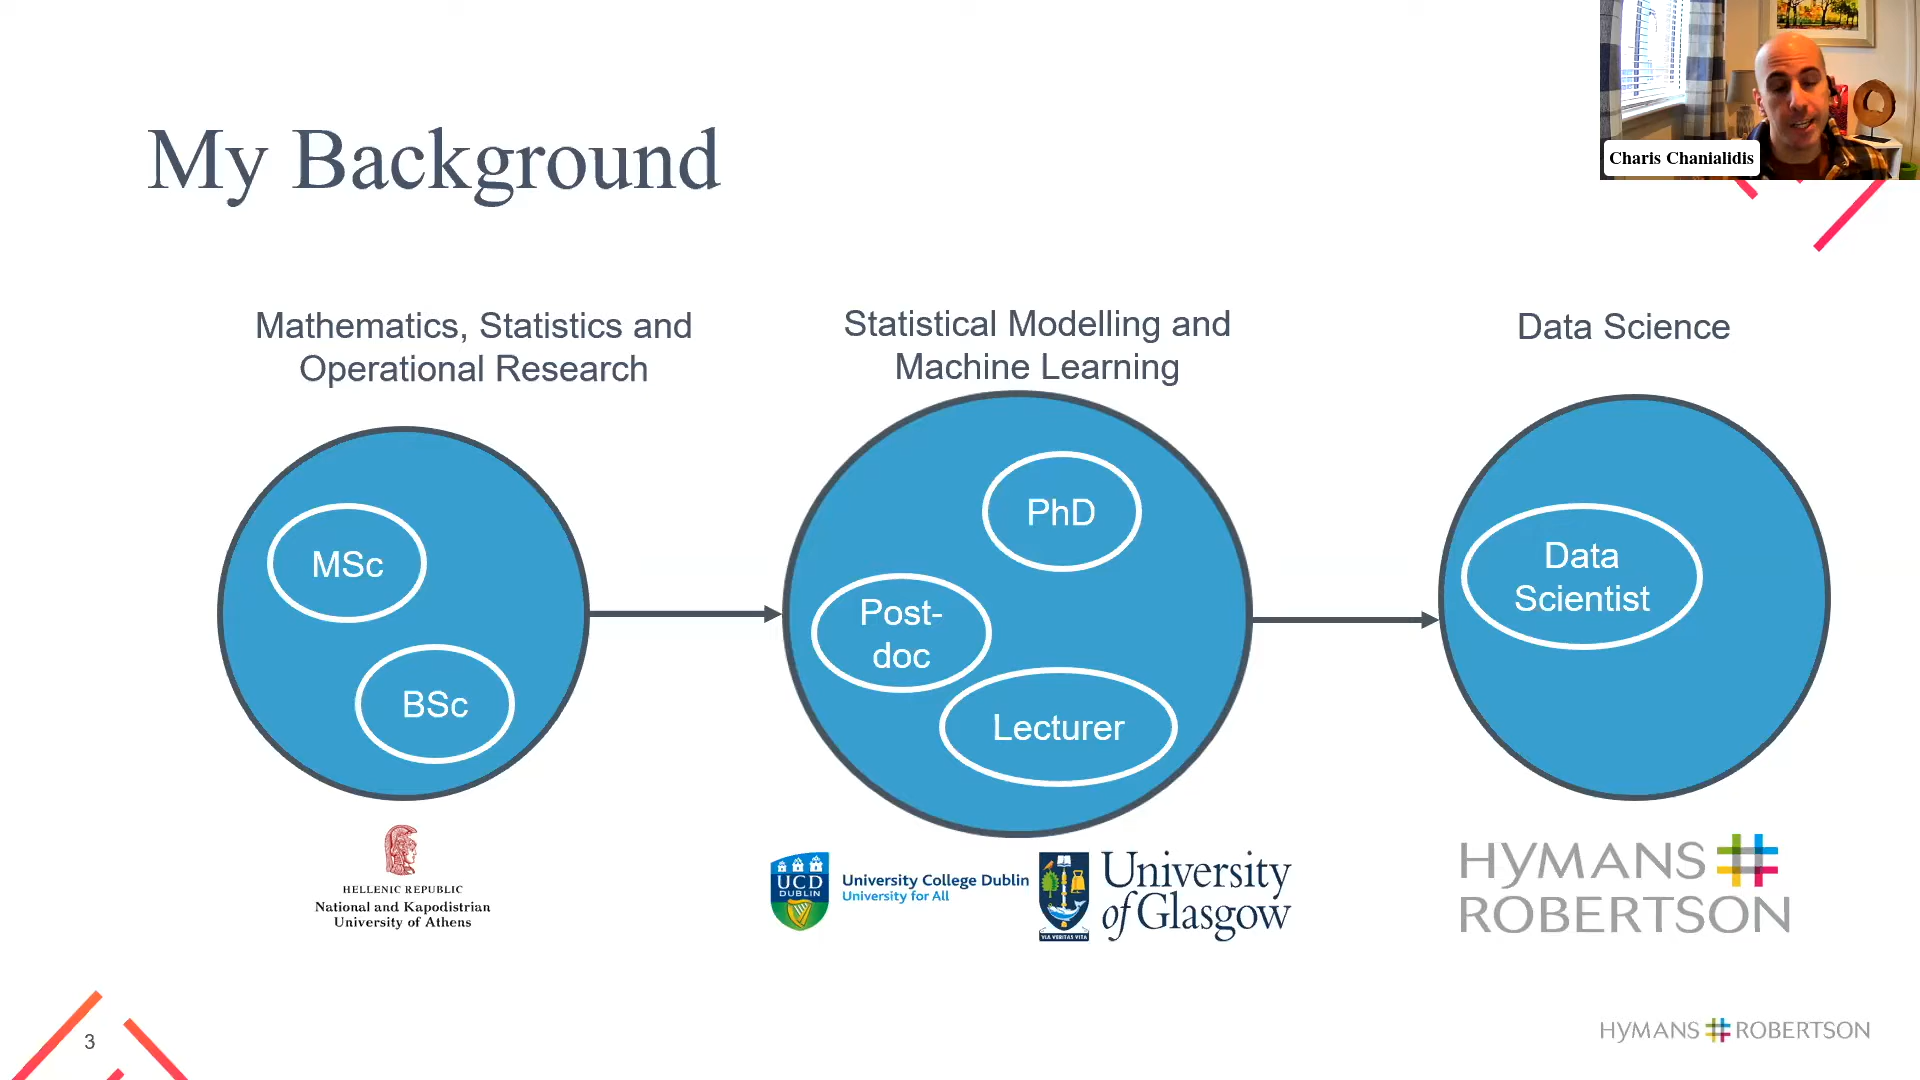 My Background
Charis Chanialidis
Mathematics, Statistics and
Operational Research
Statistical Modelling and
Machine Learning
Data Science
MSc
BSc
PhD
Post-
doc
Lecturer
Data
Scientist
HELLENIC REPUBLIC
National and Kapodistrian
University of Athens
UCD
DUBLIN
University College Dublin
University for All
VIA VERITAS VITA
University
of Glasgow
HYMANS
ROBERTSON
3
HYMANS ROBERTSON